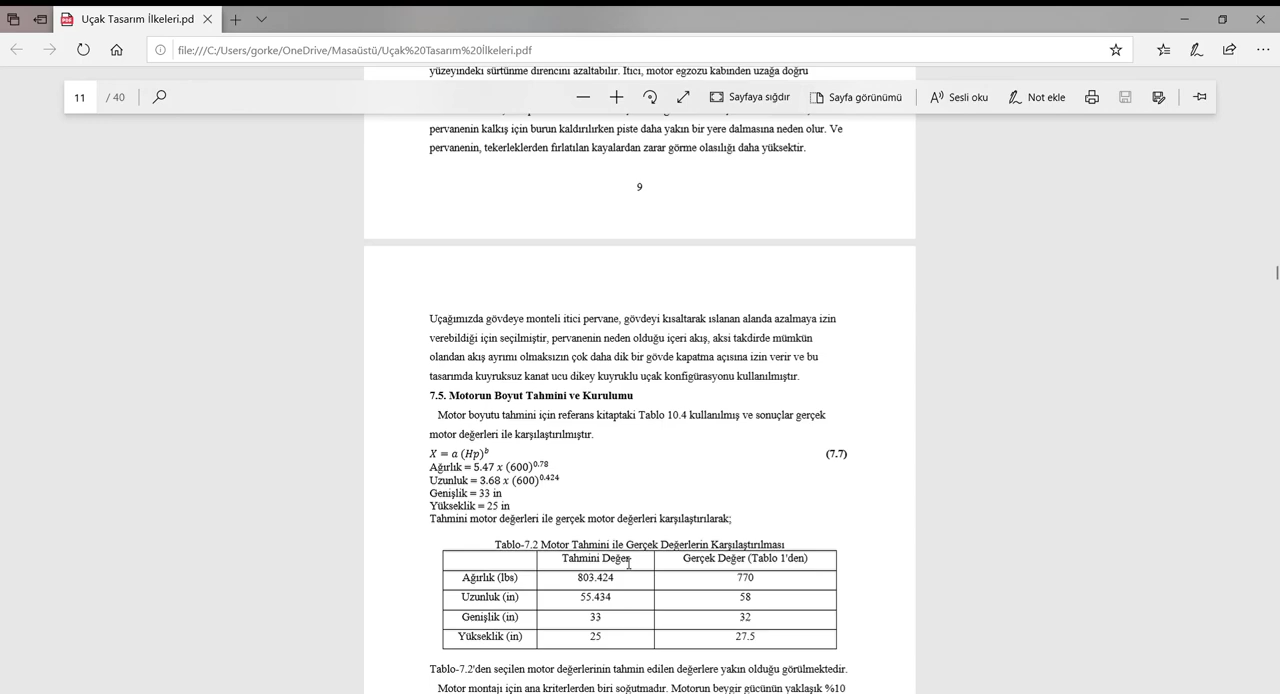 Uçak Tasarım İlkeleri.pd
file:///C:/Users/gorke/OneDrive/Masaüstü/Uçak%20Tasarım%20İlkeleri.pdf
yüzeyindeki sürtünme direncini azaltabilir. İtici, motor egzozu kabinden uzağa doğru
11 / 40 Sayfaya sığdır Sayfa görünümü Sesli oku Not ekle
pervanenin kalkış için burun kaldırılırken piste daha yakın bir yere dalmasına neden olur. Ve
pervanenin, tekerleklerden fırlatılan kayalardan zarar görme olasılığı daha yüksektir.
9
Uçağımızda gövdeye monteli itici pervane, gövdeyi kısaltarak ıslanan alanda azalmaya izin
verebildiği için seçilmiştir, pervanenin neden olduğu içeri akış, aksi takdirde mümkün
olandan akış ayrımı olmaksızın çok daha dik bir gövde kapatma açısına izin verir ve bu
tasarımda kuyruksuz kanat ucu dikey kuyruklu uçak konfigürasyonu kullanılmıştır.
7.5. Motorun Boyut Tahmini ve Kurulumu
Motor boyutu tahmini için referans kitaptaki Tablo 10.4 kullanılmış ve sonuçlar gerçek
motor değerleri ile karşılaştırılmıştır.
X = a (Hp)^b (7.7)
Ağırlık = 5.47 x (600)^0.78
Uzunluk = 3.68 x (600)^0.424
Genişlik = 33 in
Yükseklik = 25 in
Tahmini motor değerleri ile gerçek motor değerleri karşılaştırılarak;
Tablo-7.2 Motor Tahmini ile Gerçek Değerlerin Karşılaştırılması
Tahmini Değer Gerçek Değer (Tablo 1'den)
Ağırlık (lbs) 803.424 770
Uzunluk (in) 55.434 58
Genişlik (in) 33 32
Yükseklik (in) 25 27.5
Tablo-7.2'den seçilen motor değerlerinin tahmin edilen değerlere yakın olduğu görülmektedir.
Motor montajı için ana kriterlerden biri soğutmadır. Motorun beygir gücünün yaklaşık %10